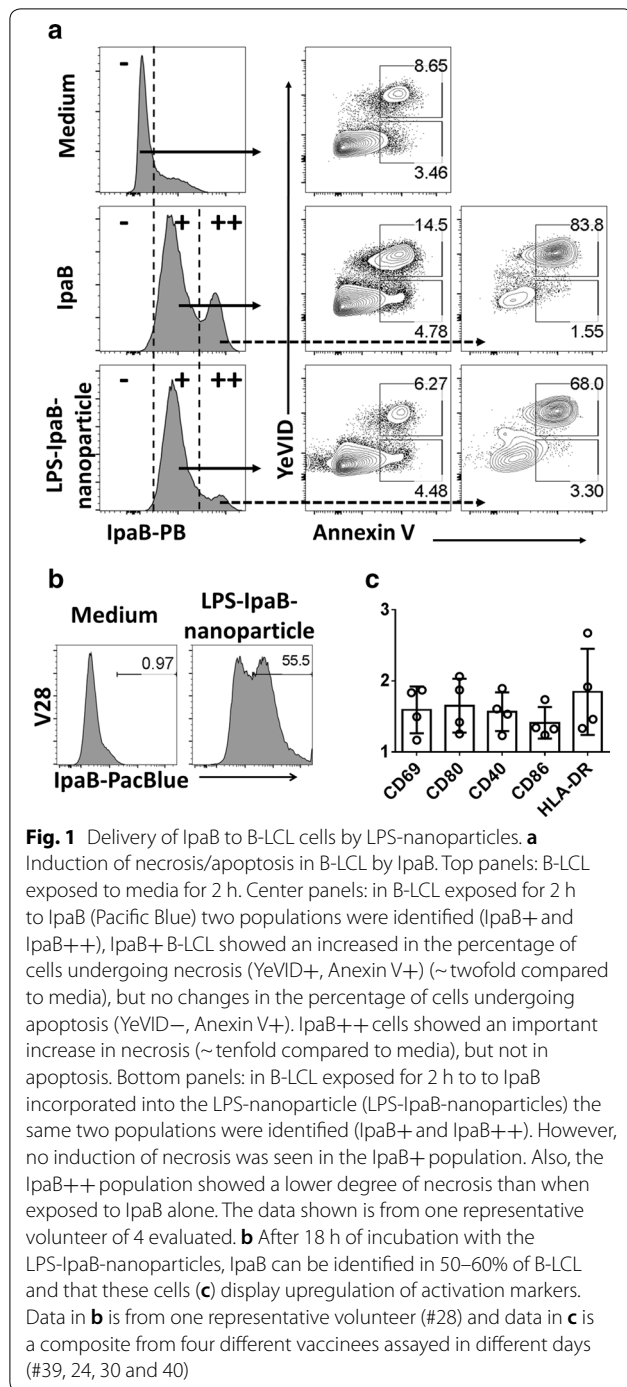 a
Medium
-
8.65
3.46
IpaB
-
+
++
14.5
4.78
83.8
1.55
LPS-IpaB-
nanoparticle
-
+
++
6.27
4.48
68.0
3.30
YeVID
IpaB-PB
Annexin V
b
Medium
LPS-IpaB-
nanoparticle
V28
0.97
55.5
IpaB-PacBlue
c
3
2
1
CD69
CD80
CD40
CD86
HLA-DR
Fig. 1 Delivery of IpaB to B-LCL cells by LPS-nanoparticles. a
Induction of necrosis/apoptosis in B-LCL by IpaB. Top panels: B-LCL
exposed to media for 2 h. Center panels: in B-LCL exposed for 2 h
to IpaB (Pacific Blue) two populations were identified (IpaB+ and
IpaB++), IpaB+ B-LCL showed an increased in the percentage of
cells undergoing necrosis (YeVID+, Anexin V+) (~ twofold compared
to media), but no changes in the percentage of cells undergoing
apoptosis (YeVID−, Anexin V+). IpaB++ cells showed an important
increase in necrosis (~ tenfold compared to media), but not in
apoptosis. Bottom panels: in B-LCL exposed for 2 h to to IpaB
incorporated into the LPS-nanoparticle (LPS-IpaB-nanoparticles) the
same two populations were identified (IpaB+ and IpaB++). However,
no induction of necrosis was seen in the IpaB+ population. Also, the
IpaB++ population showed a lower degree of necrosis than when
exposed to IpaB alone. The data shown is from one representative
volunteer of 4 evaluated. b After 18 h of incubation with the
LPS-IpaB-nanoparticles, IpaB can be identified in 50–60% of B-LCL
and that these cells (c) display upregulation of activation markers.
Data in b is from one representative volunteer (#28) and data in c is
a composite from four different vaccinees assayed in different days
(#39, 24, 30 and 40)